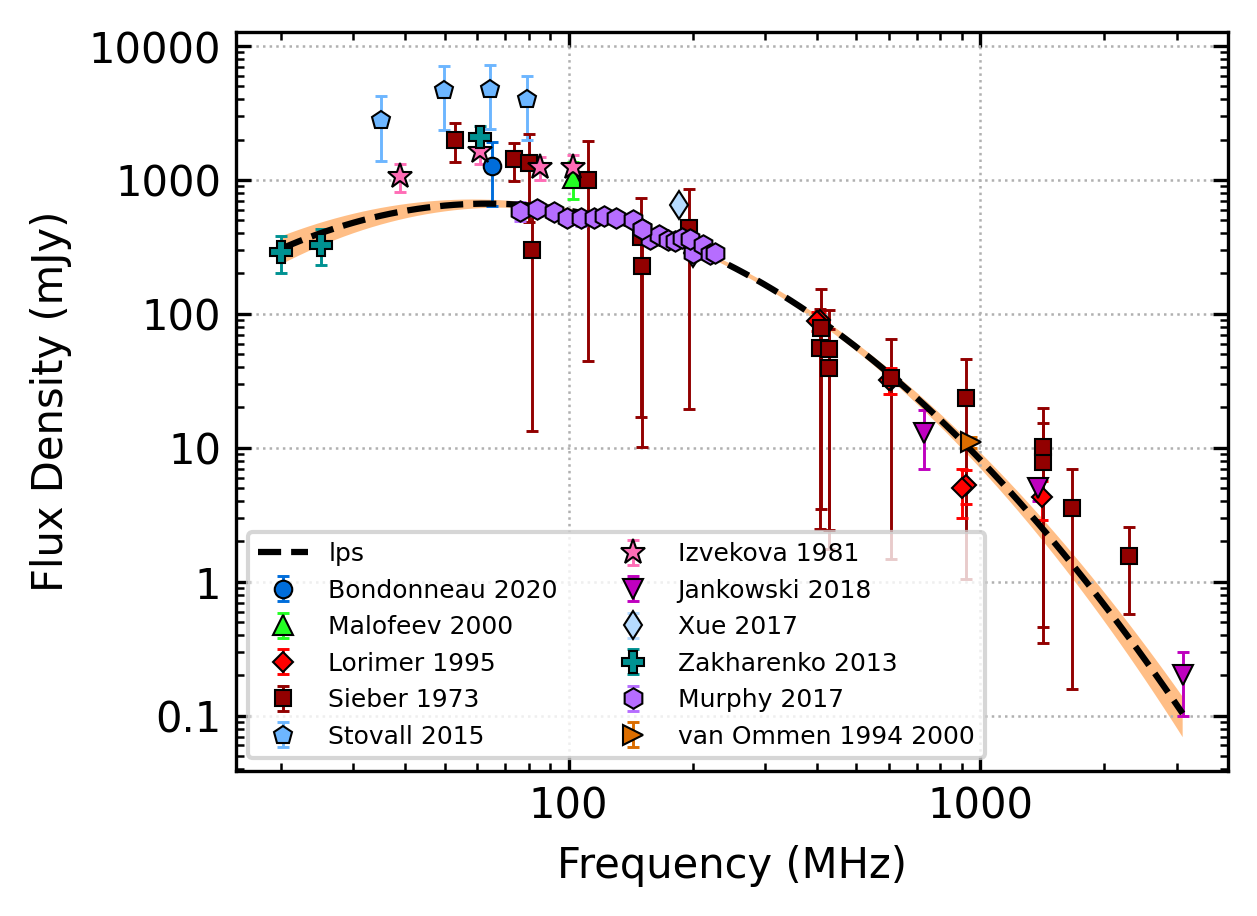 10000
1000
100
10
1
0.1
Flux Density (mJy)
lps
Bondonneau 2020
Malofeev 2000
Lorimer 1995
Sieber 1973
Stovall 2015
Izvekova 1981
Jankowski 2018
Xue 2017
Zakharenko 2013
Murphy 2017
van Ommen 1994 2000
100
1000
Frequency (MHz)